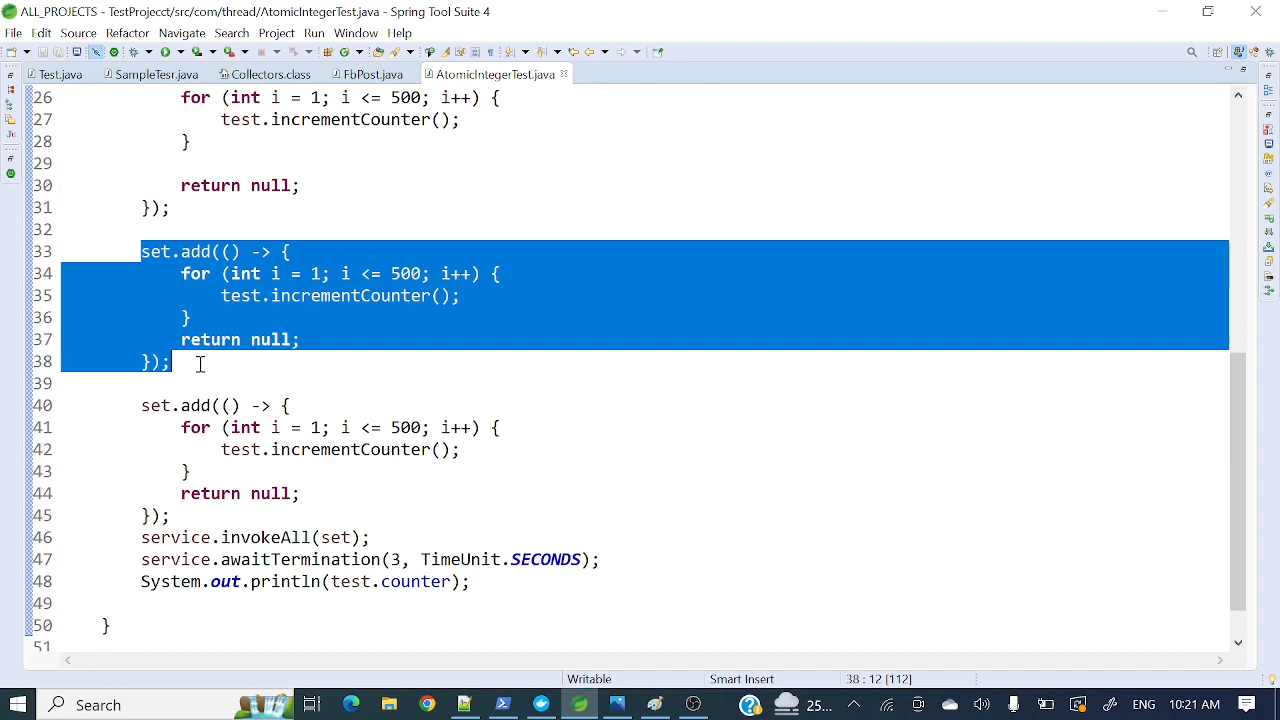 ALL_PROJECTS - TestProjecct/src/com/thread/AtomicIntegerTest.java - Spring Tool Suite 4
File Edit Source Refactor Navigate Search Project Run Window Help
Test.java SampleTesr.java Collectors.class FbPost.java AtomicIntegerTest.java
26 for (int i = 1; i <= 500; i++) {
27 test.incrementCounter();
28 }
29
30 return null;
31 });
32
33 set.add(() -> {
34 for (int i = 1; i <= 500; i++) {
35 test.incrementCounter();
36 }
37 return null;
38 });
39
40 set.add(() -> {
41 for (int i = 1; i <= 500; i++) {
42 test.incrementCounter();
43 }
44 return null;
45 });
46 service.invokeAll(set);
47 service.awaitTermination(3, TimeUnit.SECONDS);
48 System.out.println(test.counter);
49
50 }
51
Writable Smart Insert 38 : 12 [112]
Search 25... ENG 10:21 AM